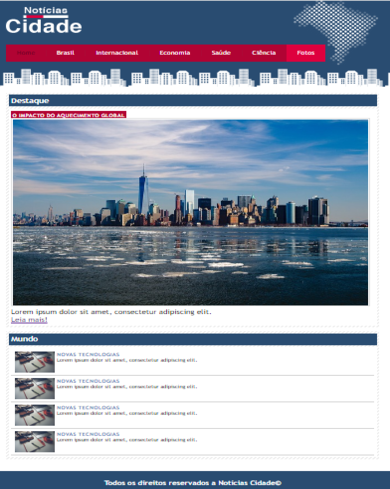 Notícias
Cidade
Home Brasil Internacional Economia Saúde Ciência Fotos
Destaque
O IMPACTO DO AQUECIMENTO GLOBAL
Lorem ipsum dolor sit amet, consectetur adipiscing elit.
Leia mais!
Mundo
NOVAS TECNOLOGIAS
Lorem ipsum dolor sit amet, consectetur adipiscing elit.
NOVAS TECNOLOGIAS
Lorem ipsum dolor sit amet, consectetur adipiscing elit.
NOVAS TECNOLOGIAS
Lorem ipsum dolor sit amet, consectetur adipiscing elit.
NOVAS TECNOLOGIAS
Lorem ipsum dolor sit amet, consectetur adipiscing elit.
Todos os direitos reservados a Notícias Cidade©